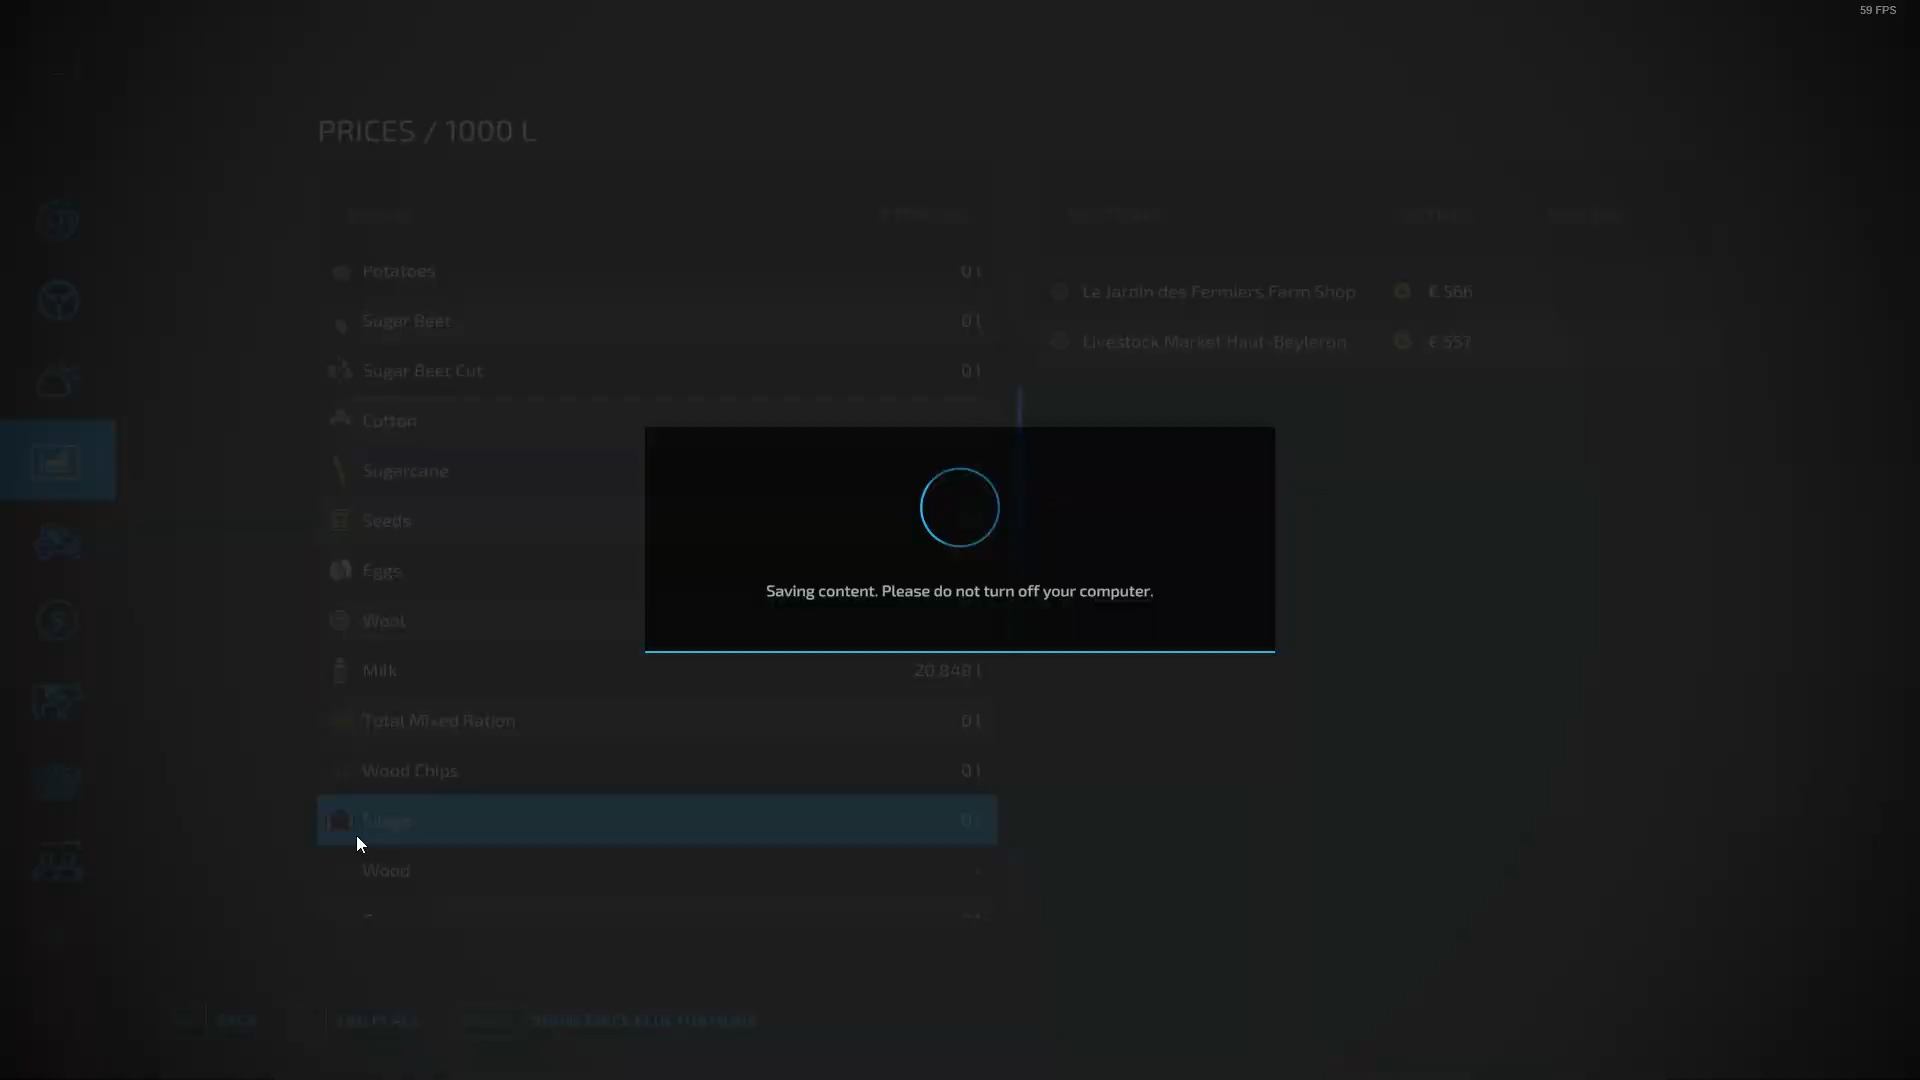 59 FPS
PRICES / 1000 L
Potatoes 0 l
Sugar Beet 0 l
Sugar Beet Cut 0 l
Cotton
Sugarcane
Seeds
Eggs
Wool
Milk 20,848 l
Total Mixed Ration 0 l
Wood Chips 0 l
Silage 0 l
Wood -
Le Jardin des Fermiers Farm Shop € 566
Livestock Market Haut-Beyleron € 557
Saving content. Please do not turn off your computer.
BACK